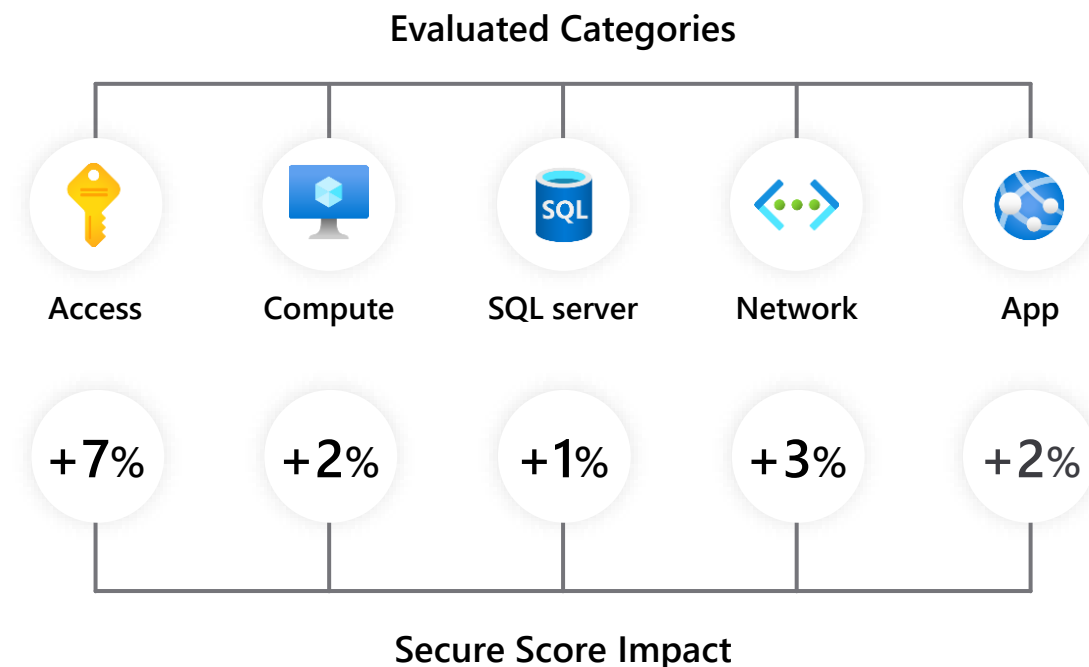 Evaluated Categories
SQL
Access Compute SQL server Network App
+7% +2% +1% +3% +2%
Secure Score Impact